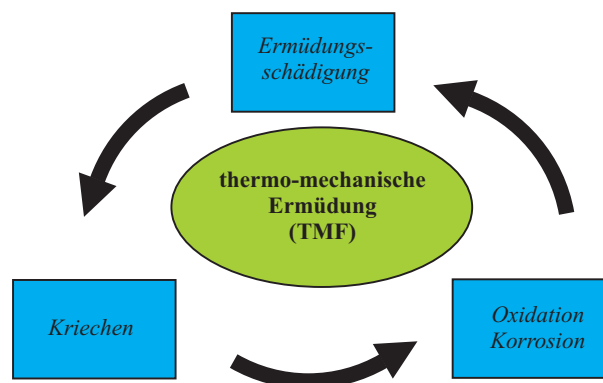 Ermüdungs-
schädigung
thermo-mechanische
Ermüdung
(TMF)
Kriechen
Oxidation
Korrosion